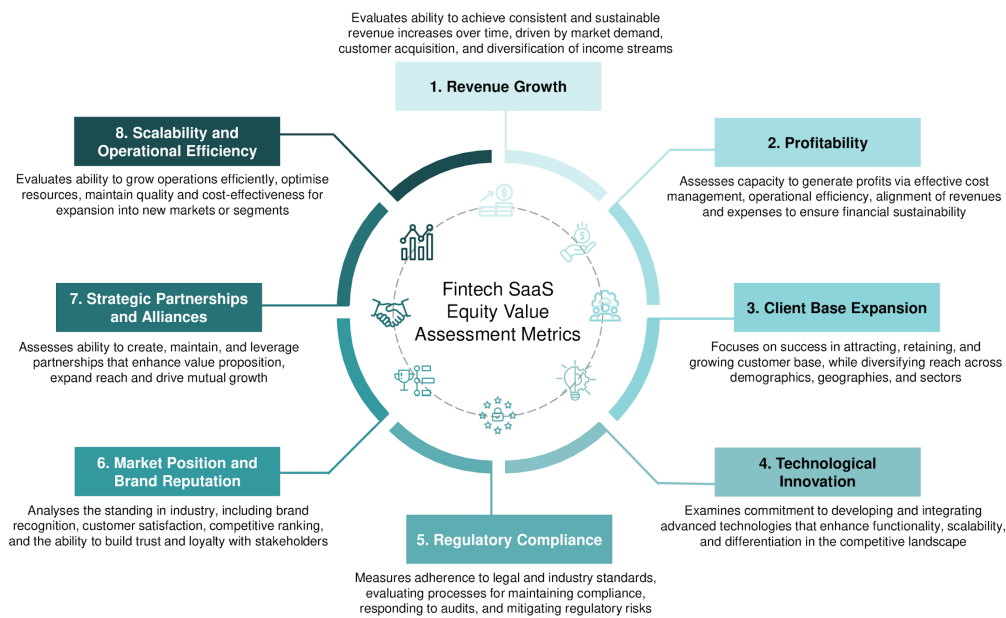 Evaluates ability to achieve consistent and sustainable
revenue increases over time, driven by market demand,
customer acquisition, and diversification of income streams
1. Revenue Growth
8. Scalability and
Operational Efficiency
Evaluates ability to grow operations efficiently, optimise
resources, maintain quality and cost-effectiveness for
expansion into new markets or segments
2. Profitability
Assesses capacity to generate profits via effective cost
management, operational efficiency, alignment of revenues
and expenses to ensure financial sustainability
7. Strategic Partnerships
and Alliances
Assesses ability to create, maintain, and leverage
partnerships that enhance value proposition,
expand reach and drive mutual growth
Fintech SaaS
Equity Value
Assessment Metrics
3. Client Base Expansion
Focuses on success in attracting, retaining, and
growing customer base, while diversifying reach across
demographics, geographies, and sectors
6. Market Position and
Brand Reputation
Analyses the standing in industry, including brand
recognition, customer satisfaction, competitive ranking,
and the ability to build trust and loyalty with stakeholders
4. Technological
Innovation
Examines commitment to developing and integrating
advanced technologies that enhance functionality, scalability,
and differentiation in the competitive landscape
5. Regulatory Compliance
Measures adherence to legal and industry standards,
evaluating processes for maintaining compliance,
responding to audits, and mitigating regulatory risks